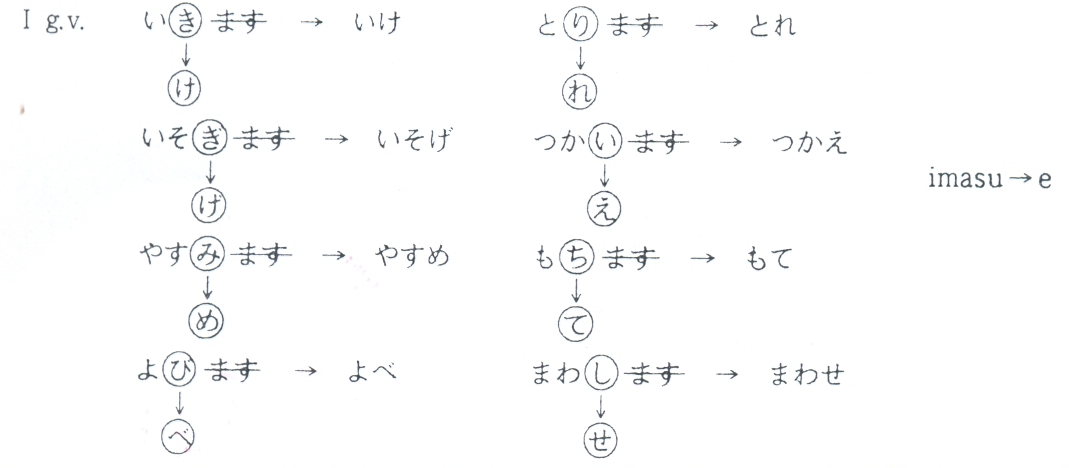 I g.v. いきます → いけ とります → とれ
↓ ↓
け れ
いそぎます → いそげ つかいます → つかえ
imasu→e
↓ ↓
げ え
やすみます → やすめ もちます → もて
↓ ↓
め て
よびます → よべ まわします → まわせ
↓ ↓
べ せ